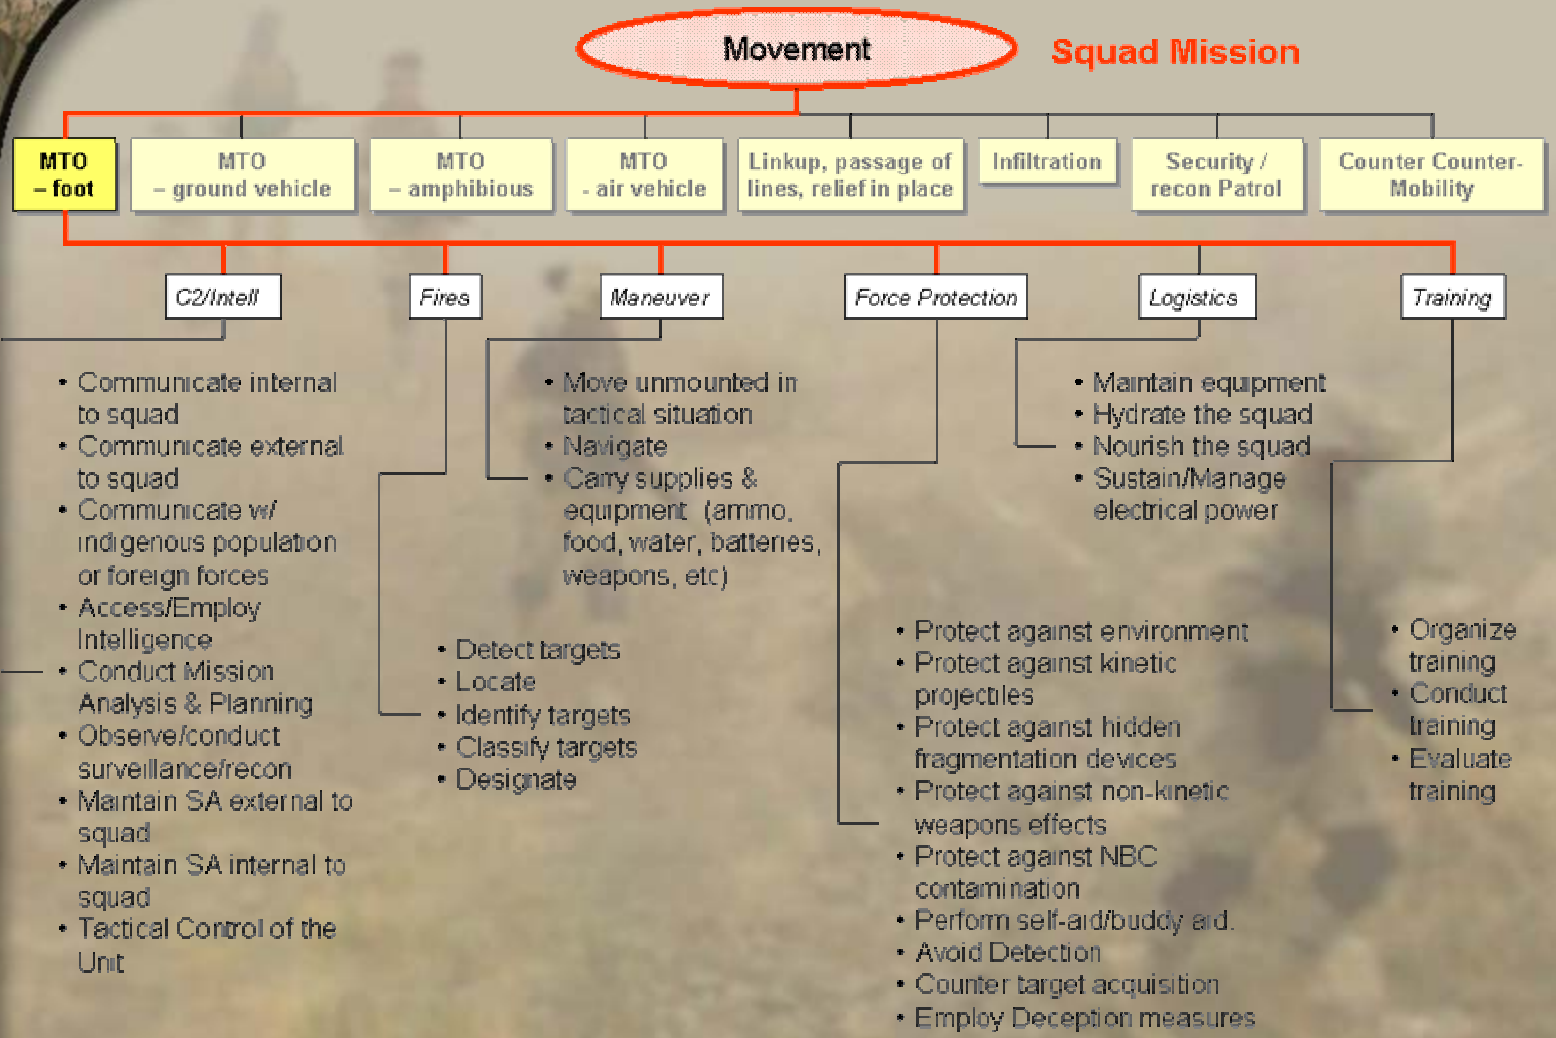 Movement
Squad Mission
MTO
– foot
MTO
– ground vehicle
MTO
– amphibious
MTO
- air vehicle
Linkup, passage of
lines, relief in place
Infiltration
Security /
recon Patrol
Counter Counter-
Mobility
C2/Intell
Fires
Maneuver
Force Protection
Logistics
Training
• Communicate internal
to squad
• Communicate external
to squad
• Communicate w/
indigenous population
or foreign forces
• Access/Employ
Intelligence
• Conduct Mission
Analysis & Planning
• Observe/conduct
surveillance/recon
• Maintain SA external to
squad
• Maintain SA internal to
squad
• Tactical Control of the
Unit
• Detect targets
• Locate
• Identify targets
• Classify targets
• Designate
• Move unmounted in
tactical situation
• Navigate
• Carry supplies &
equipment (ammo,
food, water, batteries,
weapons, etc)
• Protect against environment
• Protect against kinetic
projectiles
• Protect against hidden
fragmentation devices
• Protect against non-kinetic
weapons effects
• Protect against NBC
contamination
• Perform self-aid/buddy aid.
• Avoid Detection
• Counter target acquisition
• Employ Deception measures
• Maintain equipment
• Hydrate the squad
• Nourish the squad
• Sustain/Manage
electrical power
• Organize
training
• Conduct
training
• Evaluate
training